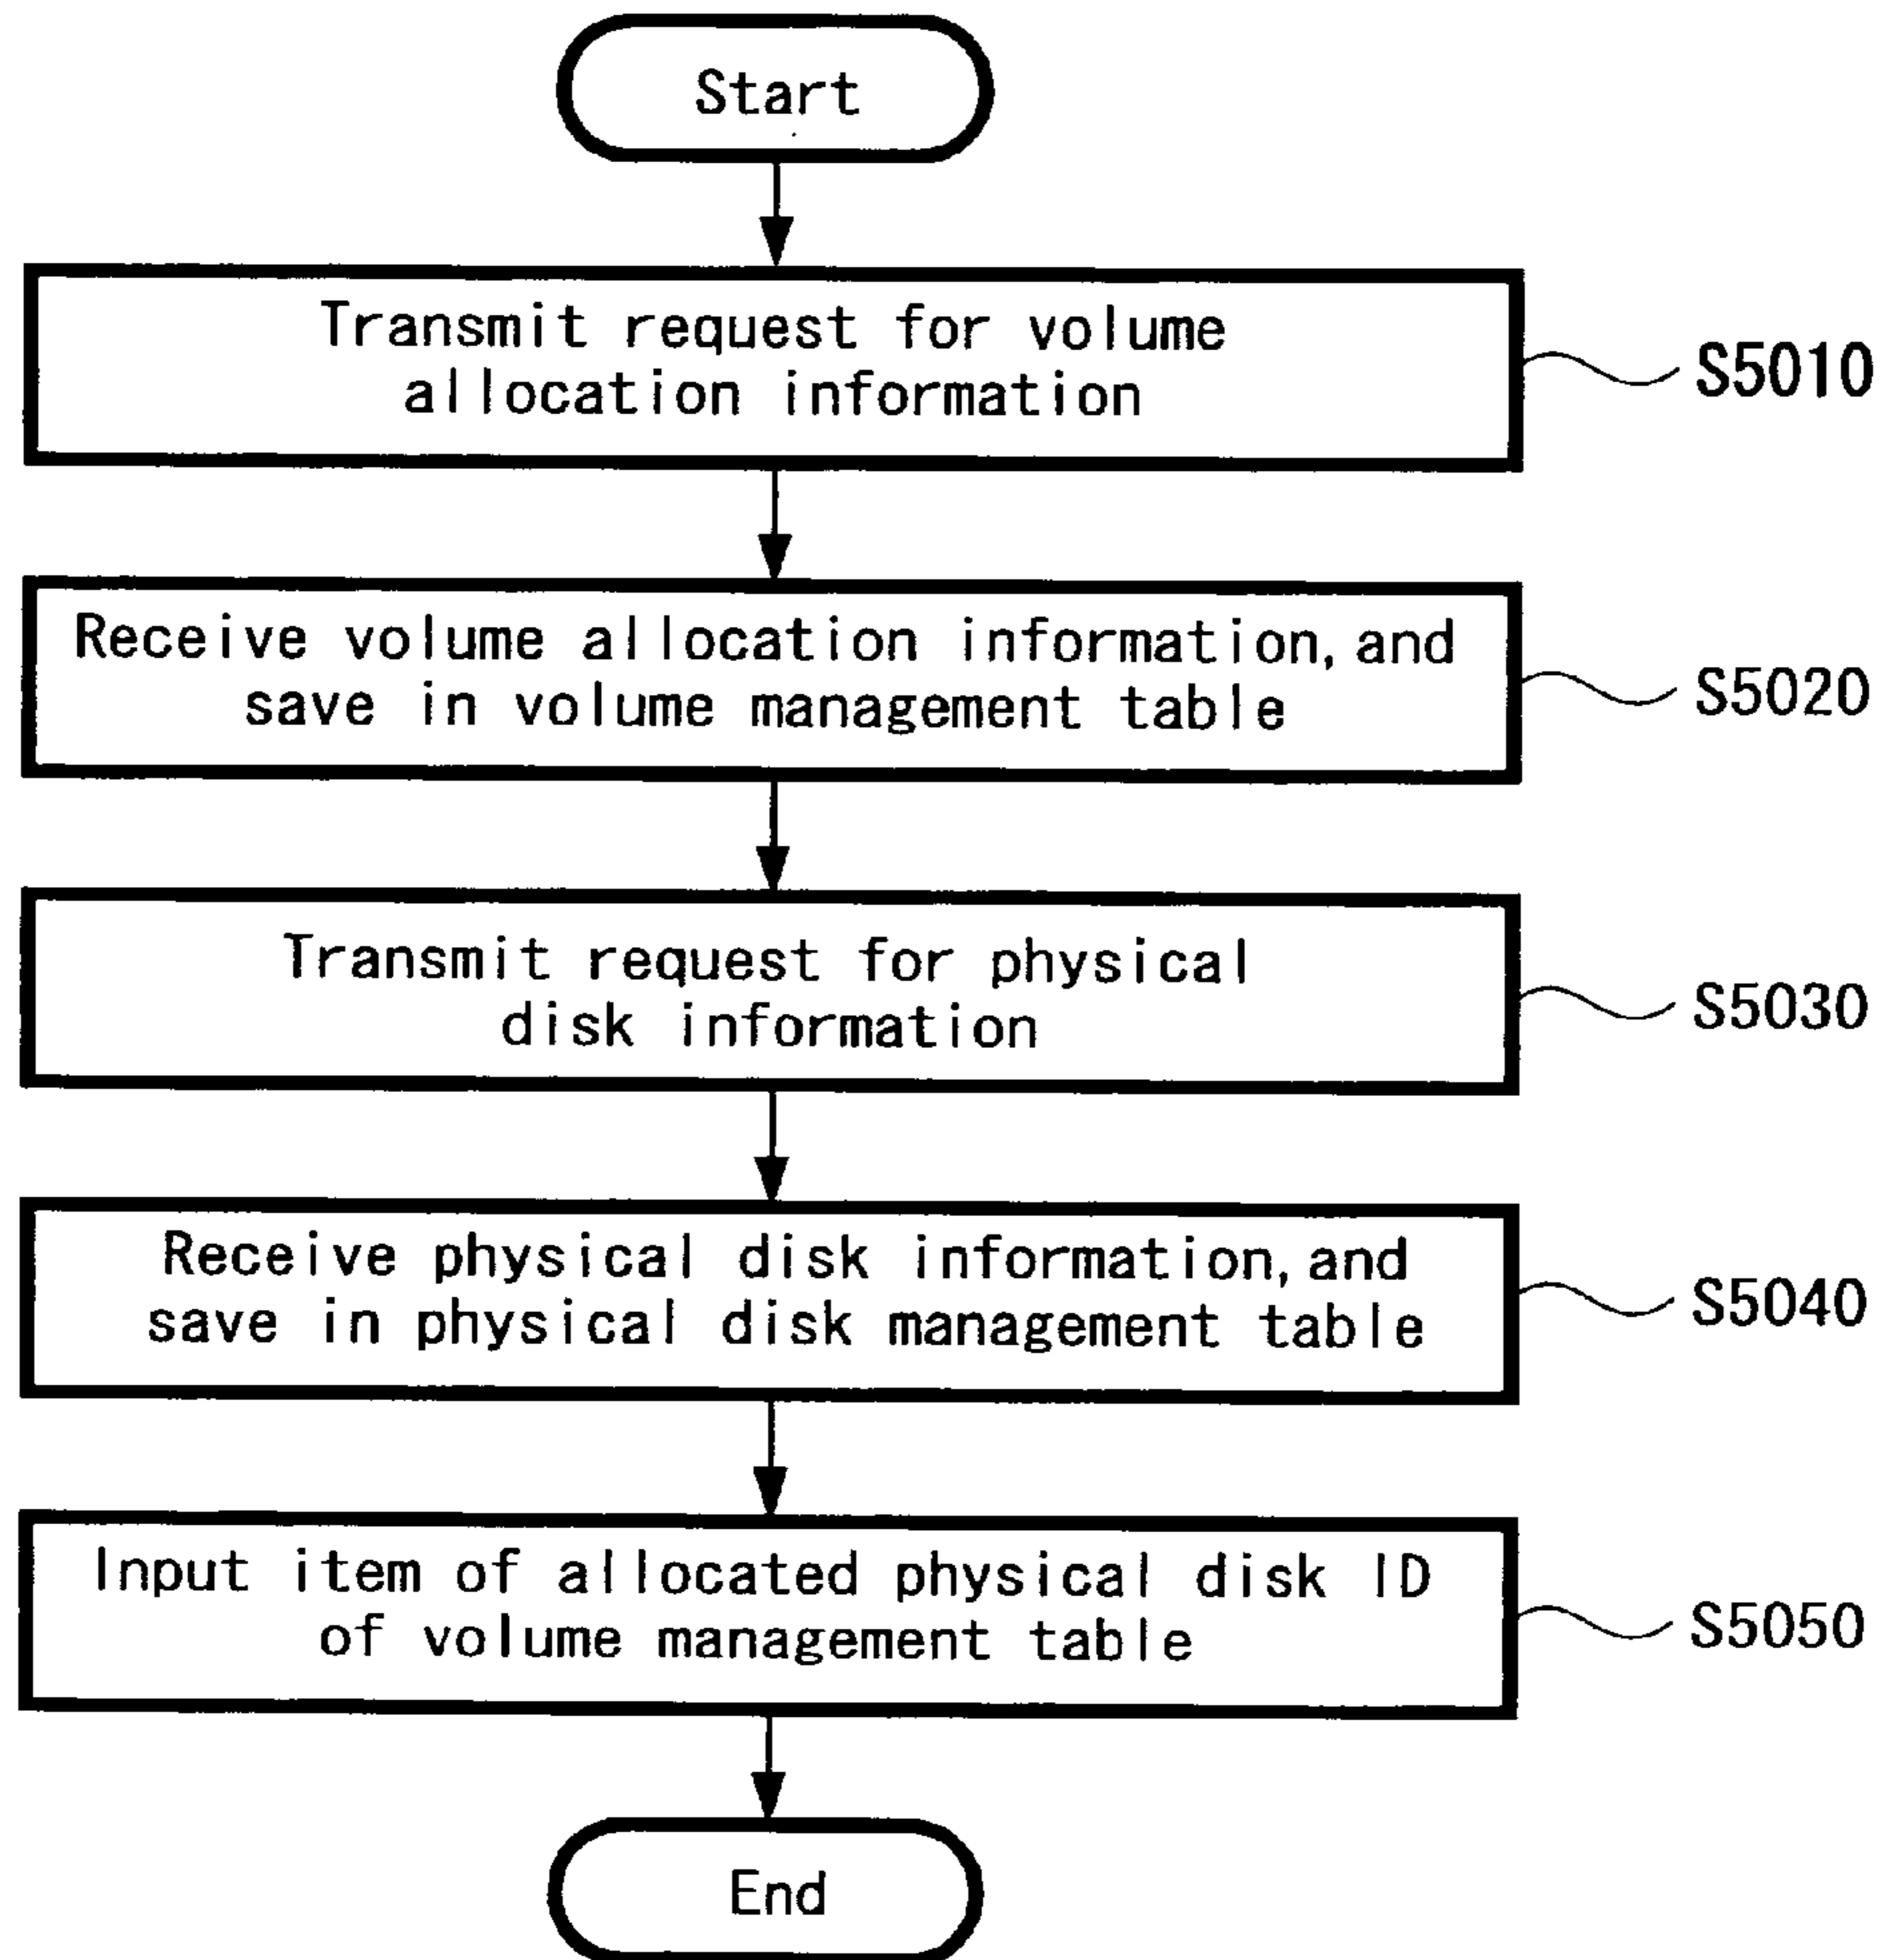 Start
Transmit request for volume
allocation information
S5010
Receive volume allocation information, and
save in volume management table
S5020
Transmit request for physical
disk information
S5030
Receive physical disk information, and
save in physical disk management table
S5040
Input item of allocated physical disk ID
of volume management table
S5050
End